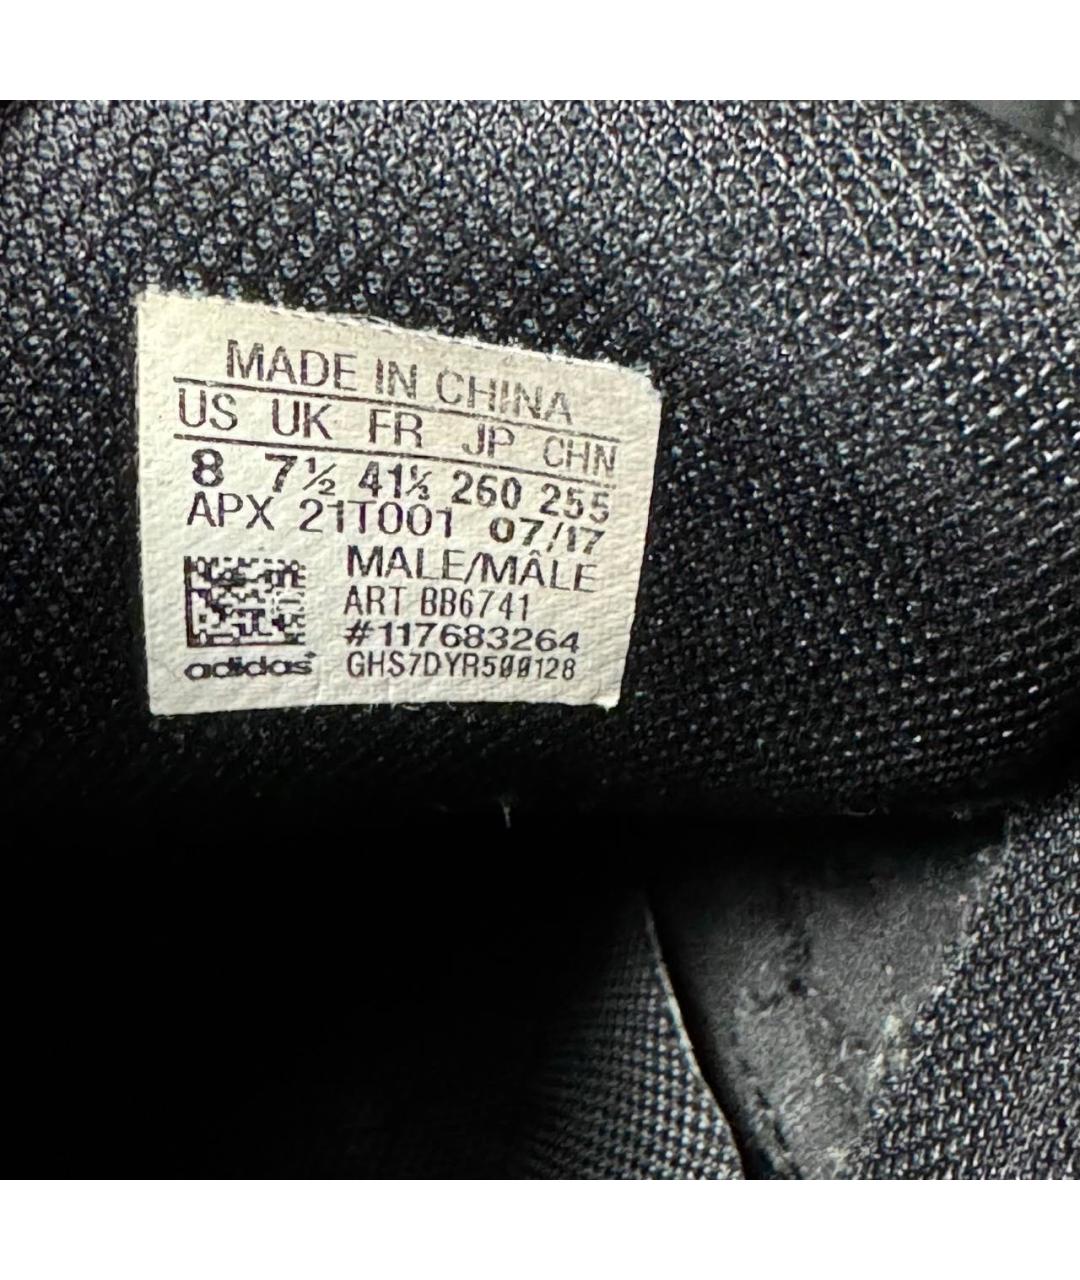 MADE IN CHINA
US UK FR JP CHN
8 7½ 41⅓ 260 255
APX 21T001 07/17
MALE/MÂLE
ART BB6741
#117683264
adidas GHS7DYR500128